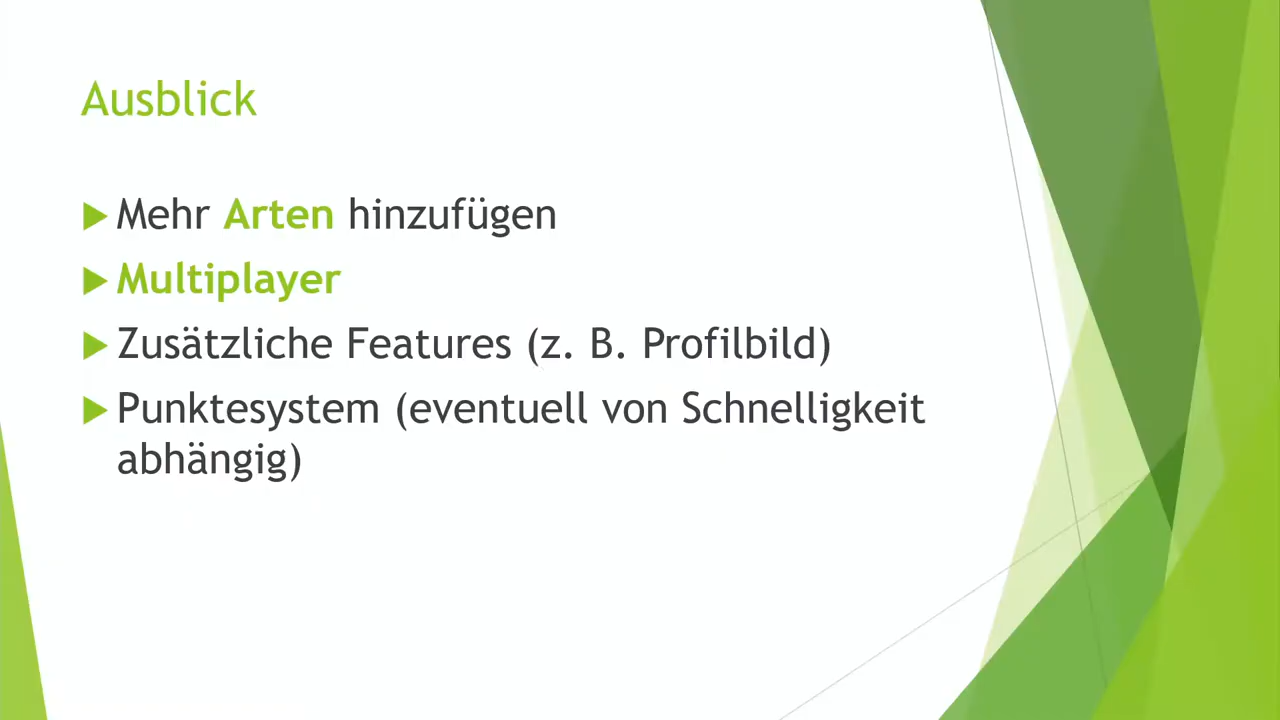 Ausblick
Mehr Arten hinzufügen
Multiplayer
Zusätzliche Features (z. B. Profilbild)
Punktesystem (eventuell von Schnelligkeit
abhängig)